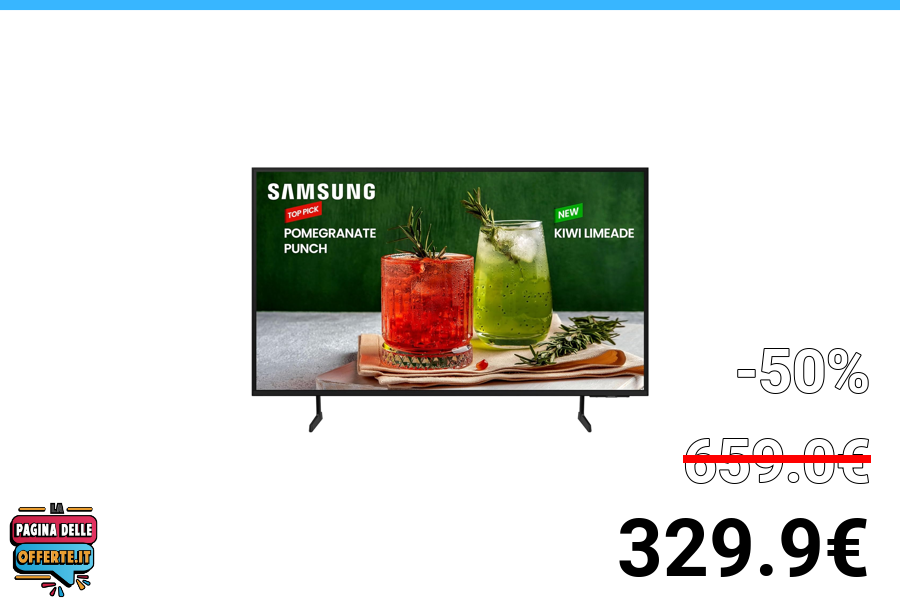 SAMSUNG
TOP PICK
POMEGRANATE
PUNCH
NEW
KIWI LIMEADE
-50%
659.0€
329.9€
LA
PAGINA DELLE
OFFERTE.IT